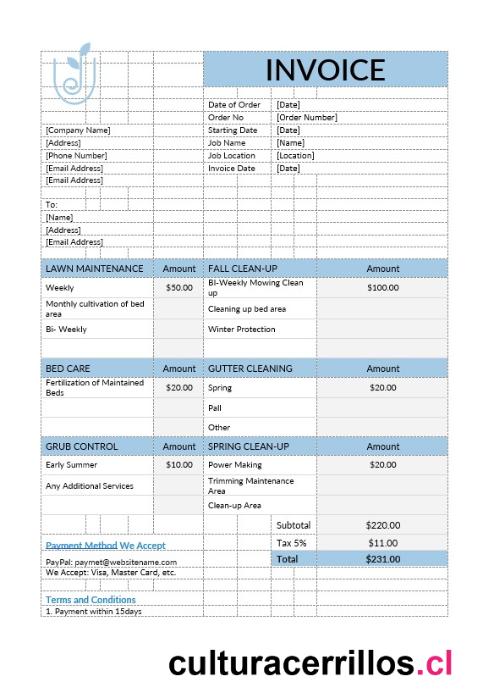 INVOICE
Date of Order [Date]
Order No [Order Number]
[Company Name] Starting Date [Date]
[Address] Job Name [Name]
[Phone Number] Job Location [Location]
[Email Address] Invoice Date [Date]
[Email Address]
To:
[Name]
[Address]
[Email Address]
LAWN MAINTENANCE Amount FALL CLEAN-UP Amount
Weekly $50.00 BI-Weekly Mowing Clean up $100.00
Monthly cultivation of bed area Cleaning up bed area
Bi- Weekly Winter Protection
BED CARE Amount GUTTER CLEANING Amount
Fertilization of Maintained Beds $20.00 Spring $20.00
Pall
Other
GRUB CONTROL Amount SPRING CLEAN-UP Amount
Early Summer $10.00 Power Making $20.00
Any Additional Services Trimming Maintenance Area
Clean-up Area
Subtotal $220.00
Payment Method We Accept Tax 5% $11.00
PayPal: paymet@websitename.com Total $231.00
We Accept: Visa, Master Card, etc.
Terms and Conditions
1. Payment within 15days
culturacerrillos.cl